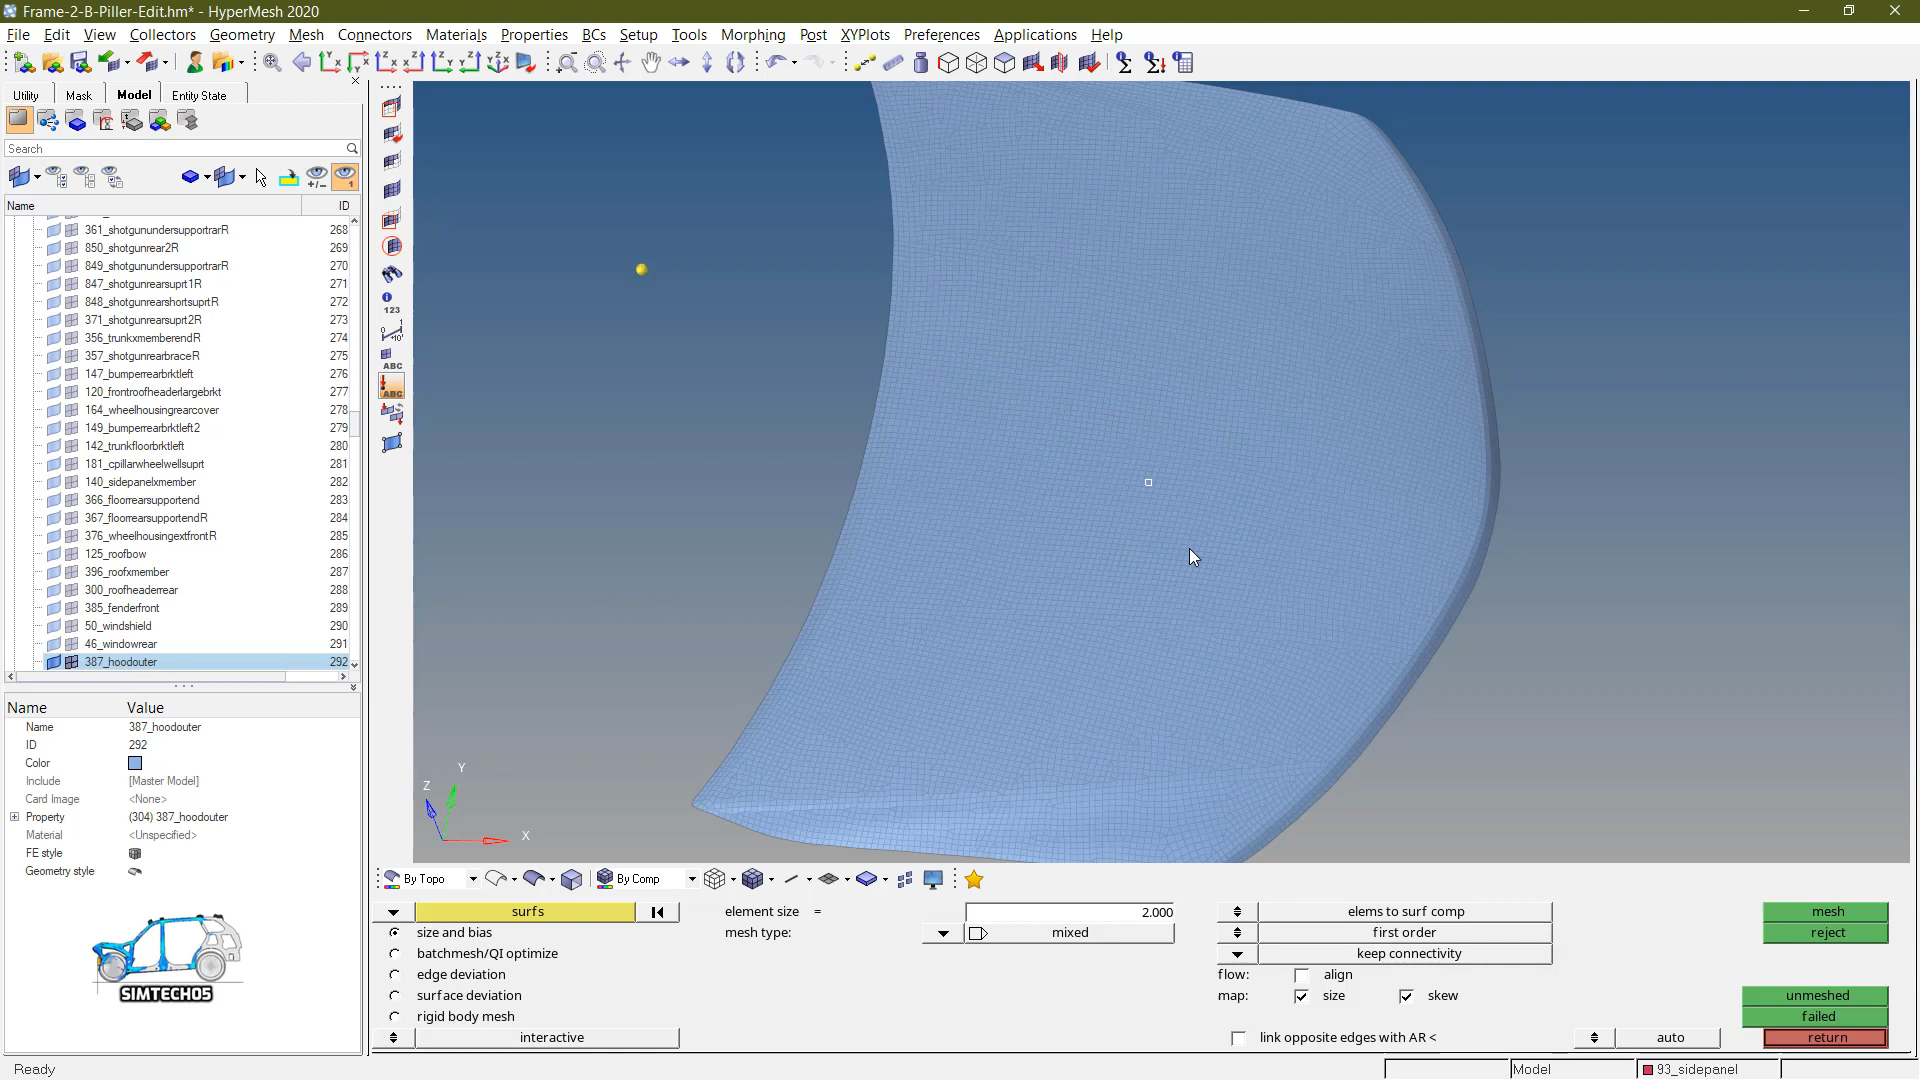 Frame-2-B-Piller-Edit.hm* - HyperMesh 2020
File Edit View Collectors Geometry Mesh Connectors Materials Properties BCs Setup Tools Morphing Post XYPlots Preferences Applications Help
Utility Mask Model Entity State
Search
Name ID
361_shotgunundersupportrarR 268
850_shotgunrear2R 269
849_shotgunundersupportrarR 270
847_shotgunrearsuprt1R 271
848_shotgunrearshortsuprtR 272
371_shotgunrearsuprt2R 273
356_trunkxmemberendR 274
357_shotgunrearbraceR 275
147_bumperrearbrktleft 276
120_frontroofheaderlargebrkt 277
164_wheelhousingrearcover 278
149_bumperrearbrktleft2 279
142_trunkfloorbrktleft 280
181_cpillarwheelwellsuprt 281
140_sidepanelxmember 282
366_floorrearsupportend 283
367_floorrearsupportendR 284
376_wheelhousingextfrontR 285
125_roofbow 286
396_roofxmember 287
300_roofheaderrear 288
385_fenderfront 289
50_windshield 290
46_windowrear 291
387_hoodouter 292
Name Value
Name 387_hoodouter
ID 292
Color
Include [Master Model]
Card Image <None>
Property (304) 387_hoodouter
Material <Unspecified>
FE style
Geometry style
SIMTECH05
123
ABC
ABC
Y
Z
X
By Topo By Comp
surfs element size = 2.000 elems to surf comp mesh
size and bias mesh type: mixed first order reject
batchmesh/QI optimize keep connectivity
edge deviation flow: align
surface deviation map: size skew unmeshed
rigid body mesh failed
interactive link opposite edges with AR < auto return
Ready Model 93_sidepanel